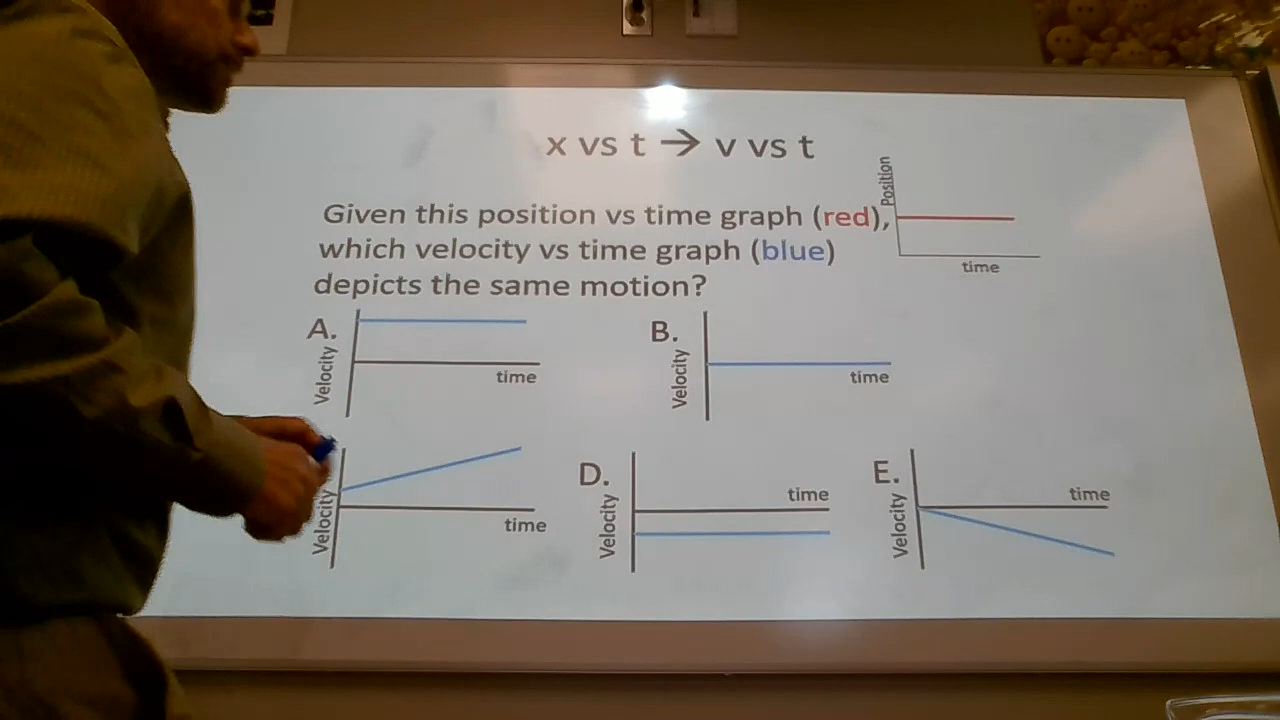 x vs t → v vs t
Position
Given this position vs time graph (red),
which velocity vs time graph (blue)
depicts the same motion?
time
A.
Velocity
time
B.
Velocity
time
Velocity
time
D.
Velocity
time
E.
Velocity
time